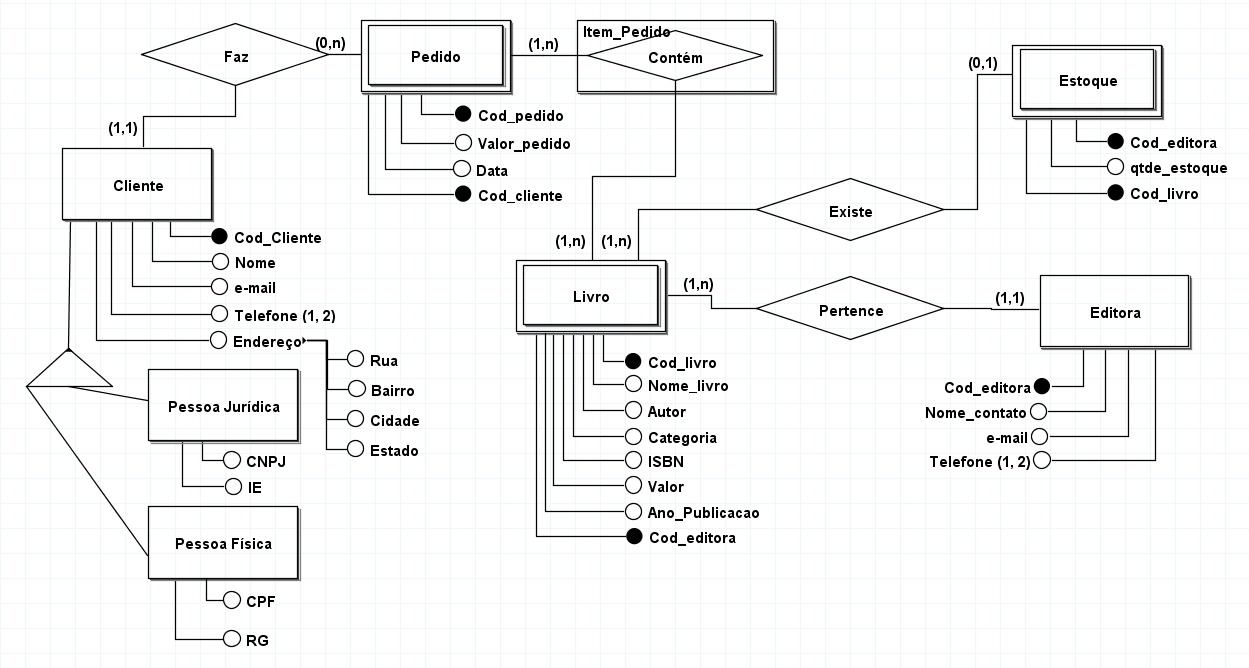 Faz
(0,n)
Pedido
(1,n)
Item_Pedido
Contém
(0,1)
Estoque
Cod_pedido
Valor_pedido
Data
Cod_cliente
Cod_editora
qtde_estoque
Cod_livro
(1,1)
Cliente
Cod_Cliente
Nome
e-mail
Telefone (1, 2)
Endereço
Rua
Bairro
Cidade
Estado
Existe
(1,n)
(1,n)
Livro
(1,n)
Pertence
(1,1)
Editora
Cod_livro
Nome_livro
Autor
Categoria
ISBN
Valor
Ano_Publicacao
Cod_editora
Cod_editora
Nome_contato
e-mail
Telefone (1, 2)
Pessoa Jurídica
CNPJ
IE
Pessoa Física
CPF
RG